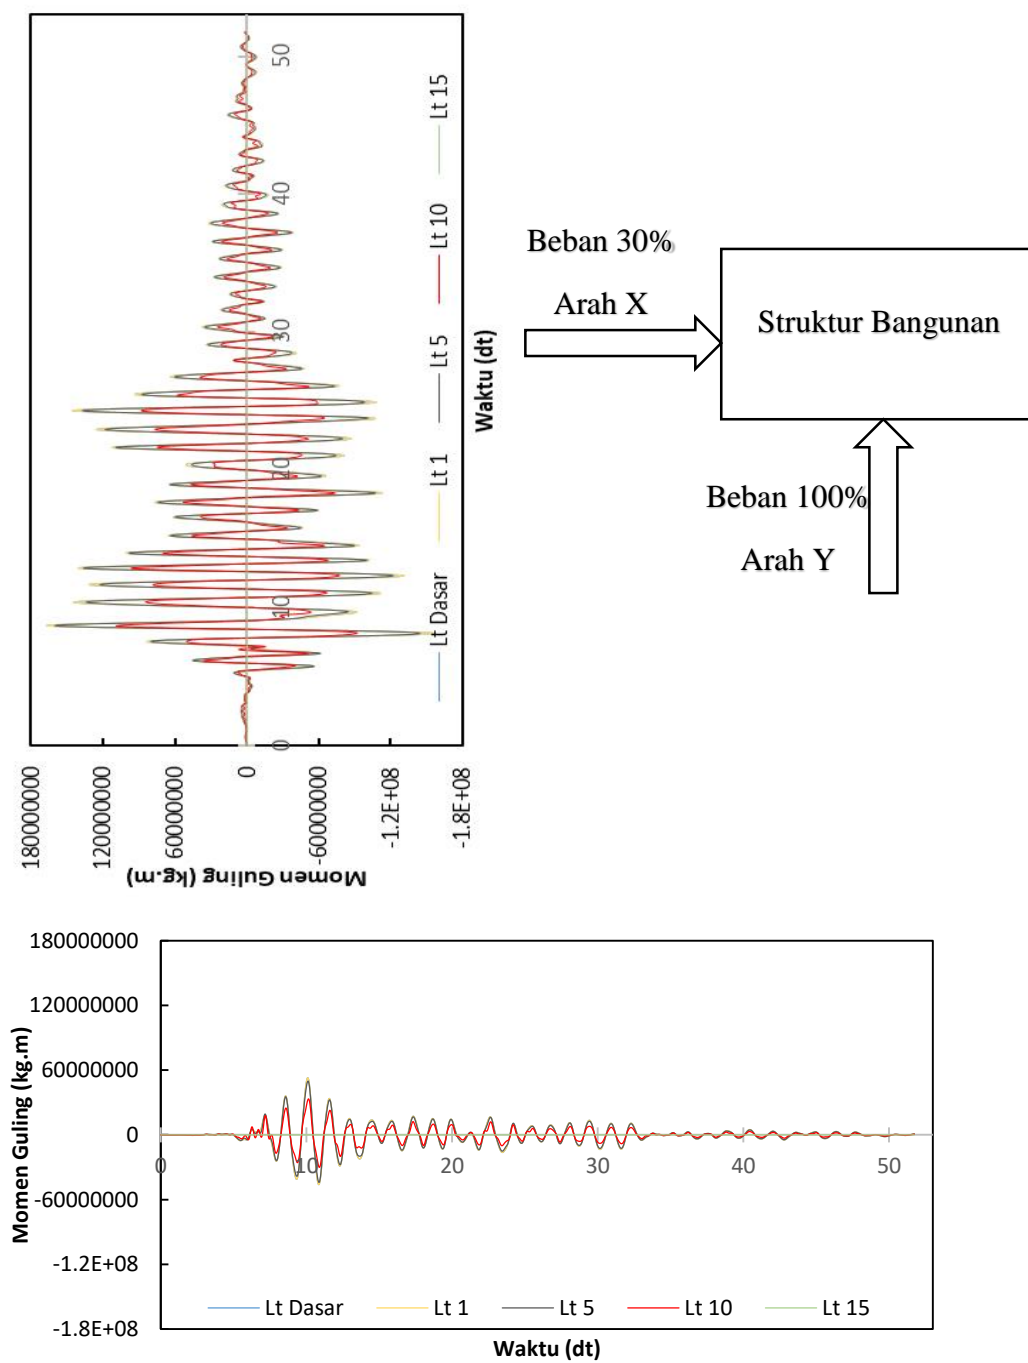 180000000
120000000
60000000
0
-60000000
-1.2E+08
-1.8E+08
Momen Guling (kg.m)
0
10
20
30
40
50
Waktu (dt)
Lt Dasar
Lt 1
Lt 5
Lt 10
Lt 15
Beban 30%
Arah X
Struktur Bangunan
Beban 100%
Arah Y
180000000
120000000
60000000
0
-60000000
-1.2E+08
-1.8E+08
Momen Guling (kg.m)
0 10 20 30 40 50
Lt Dasar Lt 1 Lt 5 Lt 10 Lt 15
Waktu (dt)